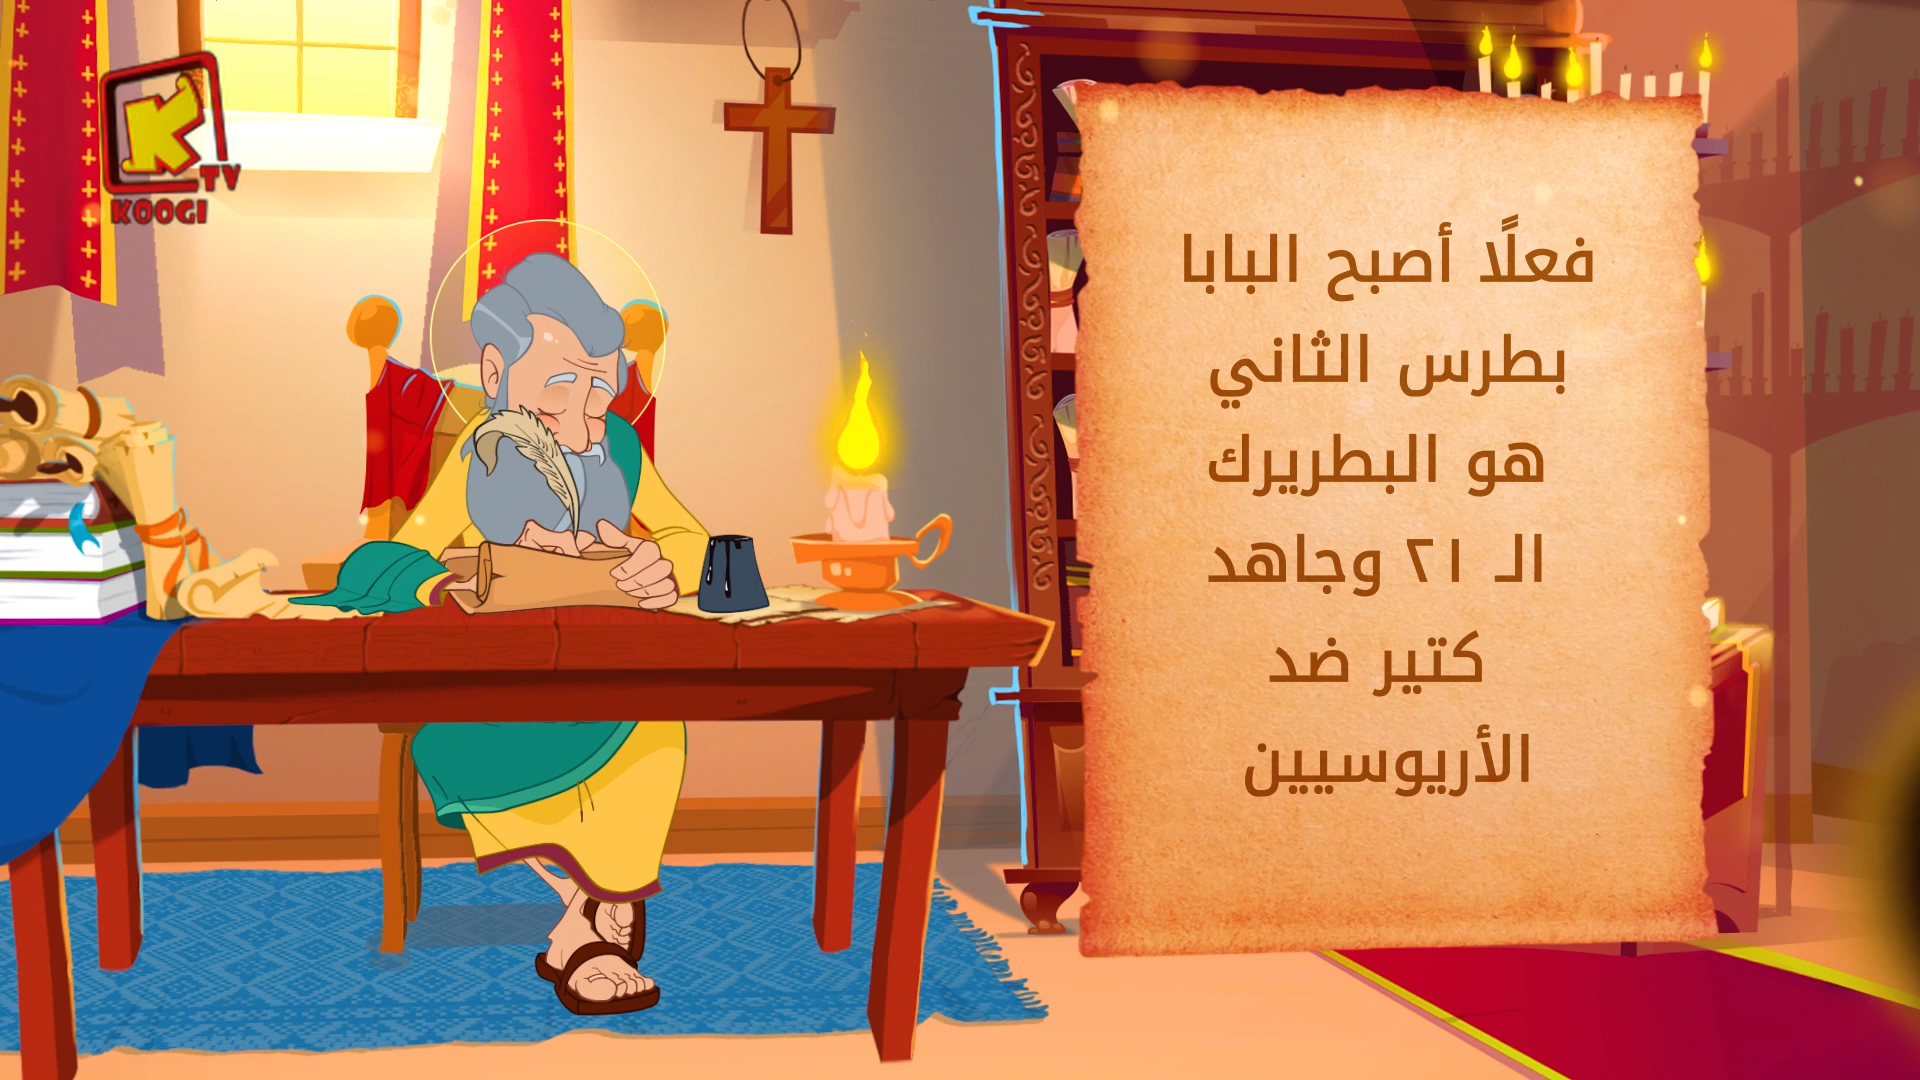 TV
KOOGI
فعلًا أصبح البابا
بطرس الثاني
هو البطريرك
الـ ٢١ وجاهد
كتير ضد
الأريوسيين